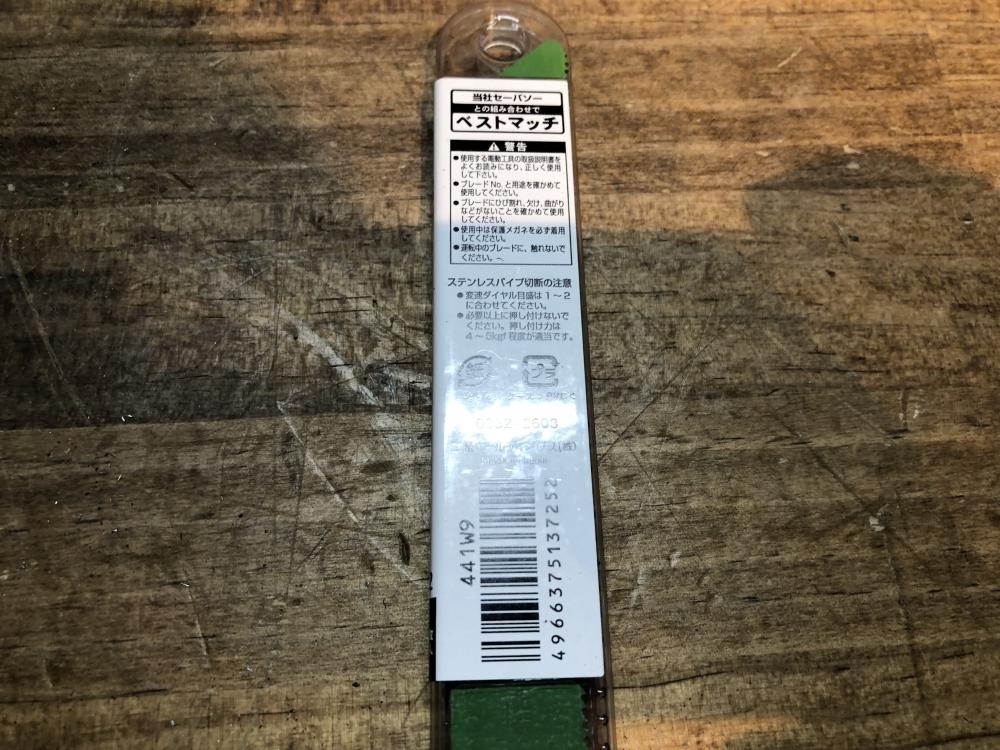 当社セーバソー
との組み合わせで
ベストマッチ
警告
●使用する電動工具の取扱説明書を
よくお読みになり、正しく使用
して下さい。
●ブレード No. と用途を確かめて
使用してください。
●ブレードにひび割れ、欠け、曲がり
などがないことを確かめて使用
してください。
●使用中は保護メガネを必ず着用
してください。
●運転中のブレードに、触れないで
ください。
ステンレスパイプ切断の注意
●変速ダイヤル目盛は1〜2
に合わせてください。
●必要以上に押し付けないで
ください。押し付け力は
4〜5kgf 程度が適当です。
紙
プラ
441W9
4966375137252